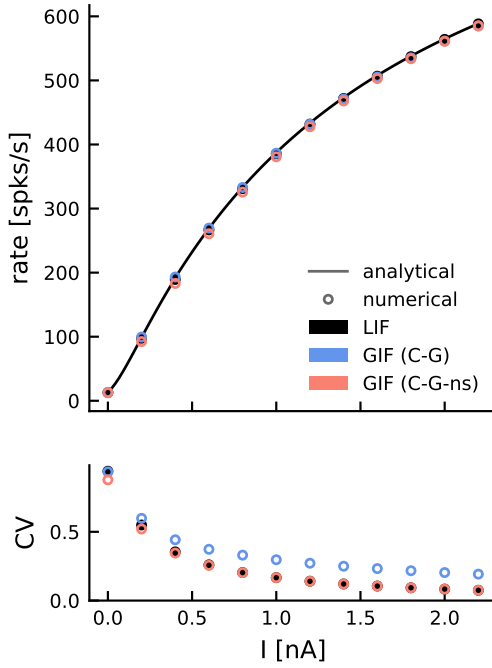 600
500
400
300
200
100
0
rate [spks/s]
analytical
numerical
LIF
GIF (C-G)
GIF (C-G-ns)
0.5
0.0
CV
0.0 0.5 1.0 1.5 2.0
I [nA]